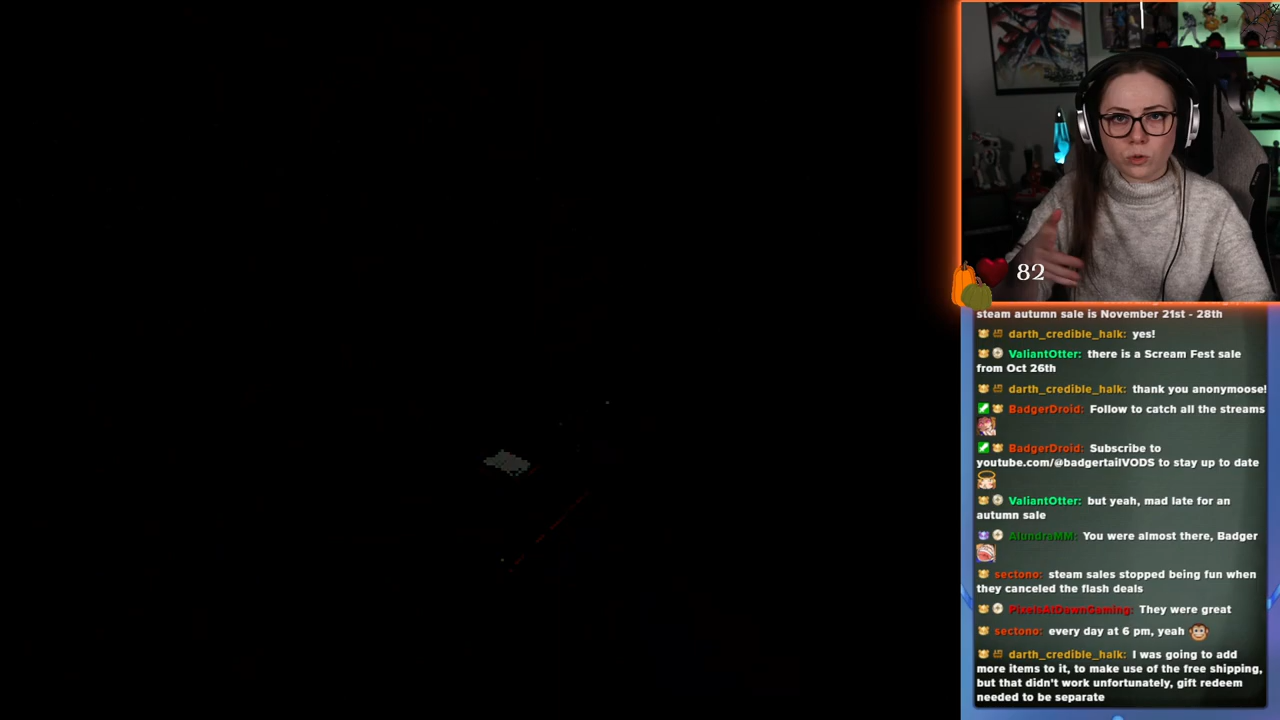 82
steam autumn sale is November 21st - 28th
darth_credible_halk: yes!
ValiantOtter: there is a Scream Fest sale
from Oct 26th
darth_credible_halk: thank you anonymoose!
BadgerDroid: Follow to catch all the streams
BadgerDroid: Subscribe to
youtube.com/@badgertailVODS to stay up to date
ValiantOtter: but yeah, mad late for an
autumn sale
AlundraMM: You were almost there, Badger
sectono: steam sales stopped being fun when
they canceled the flash deals
PixelsAtDawnGaming: They were great
sectono: every day at 6 pm, yeah
darth_credible_halk: I was going to add
more items to it, to make use of the free shipping,
but that didn't work unfortunately, gift redeem
needed to be separate